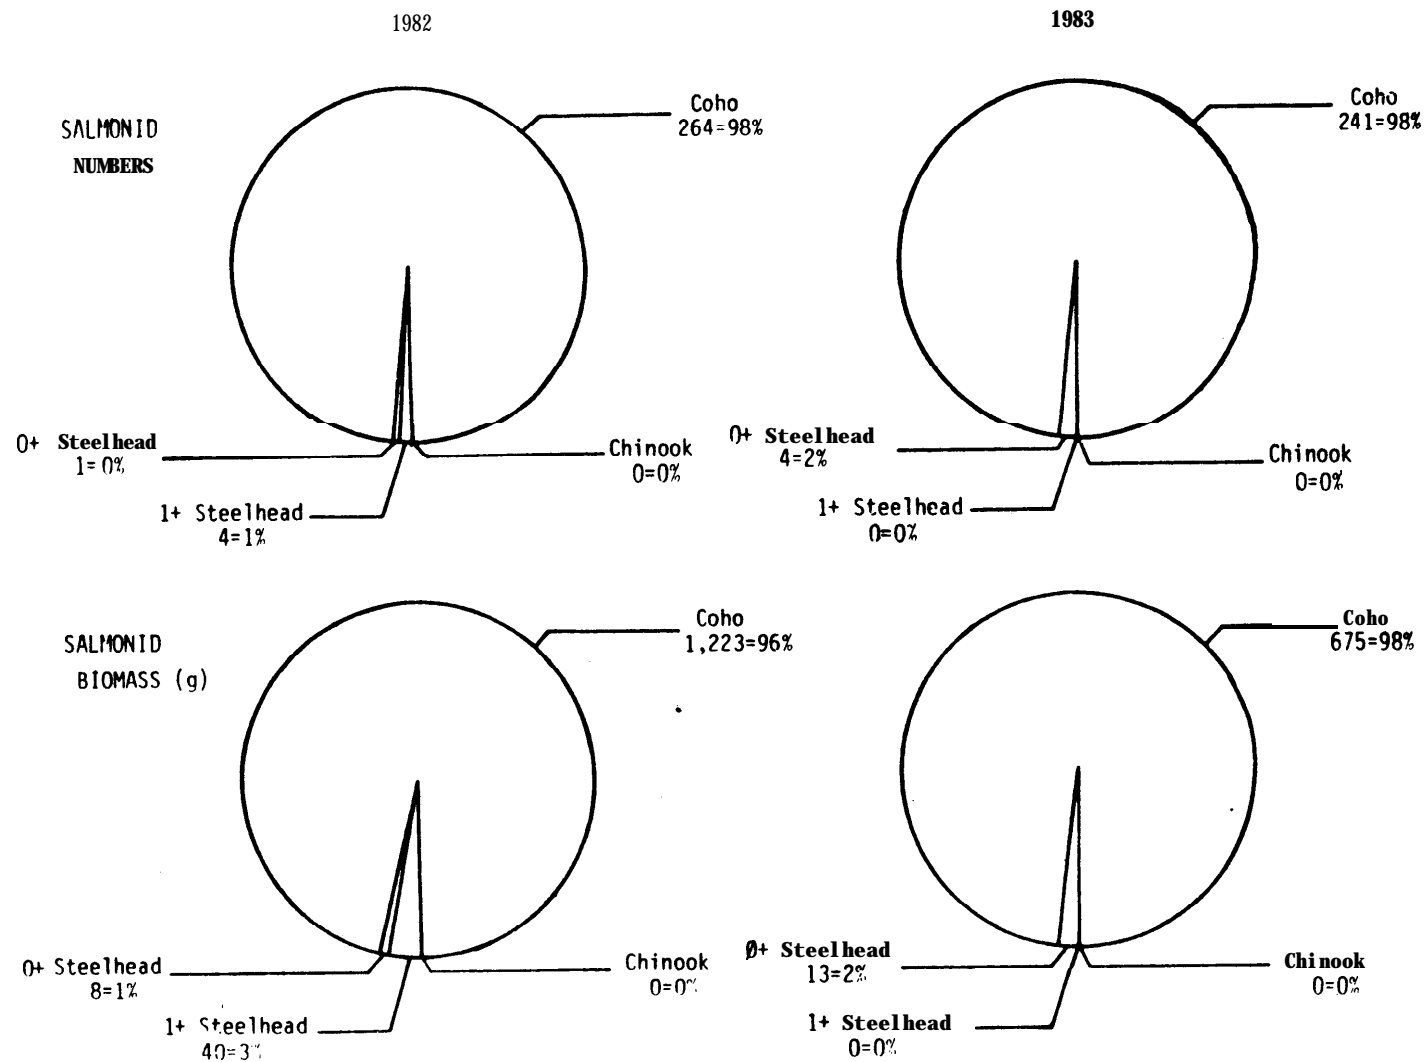 1982
1983
SALMONID
NUMBERS
Coho
264=98%
Coho
241=98%
0+ Steelhead
1=0%
Chinook
0=0%
1+ Steelhead
4=1%
0+ Steelhead
4=2%
Chinook
0=0%
1+ Steelhead
0=0%
SALMONID
BIOMASS (g)
Coho
1,223=96%
Coho
675=98%
0+ Steelhead
8=1%
Chinook
0=0%
1+ Steelhead
40=3%
0+ Steelhead
13=2%
Chinook
0=0%
1+ Steelhead
0=0%